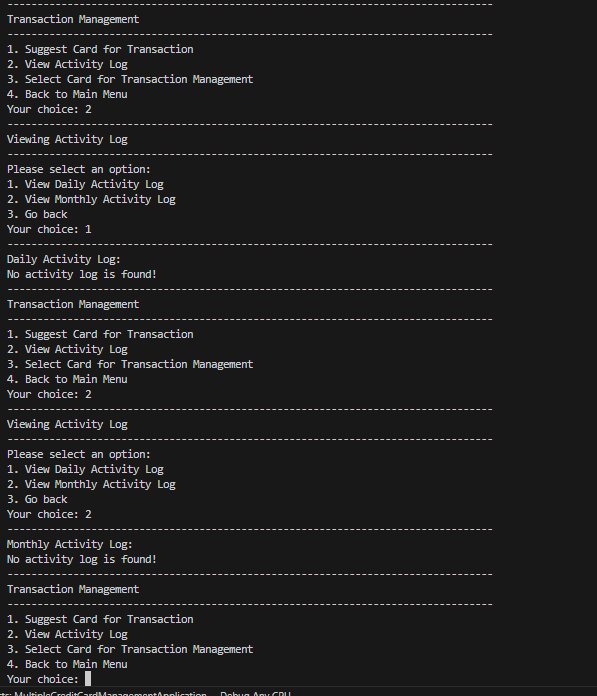 --------------------------------------------------------------------------------
Transaction Management
--------------------------------------------------------------------------------
1. Suggest Card for Transaction
2. View Activity Log
3. Select Card for Transaction Management
4. Back to Main Menu
Your choice: 2
--------------------------------------------------------------------------------
Viewing Activity Log
--------------------------------------------------------------------------------
Please select an option:
1. View Daily Activity Log
2. View Monthly Activity Log
3. Go back
Your choice: 1
--------------------------------------------------------------------------------
Daily Activity Log:
No activity log is found!
--------------------------------------------------------------------------------
Transaction Management
--------------------------------------------------------------------------------
1. Suggest Card for Transaction
2. View Activity Log
3. Select Card for Transaction Management
4. Back to Main Menu
Your choice: 2
--------------------------------------------------------------------------------
Viewing Activity Log
--------------------------------------------------------------------------------
Please select an option:
1. View Daily Activity Log
2. View Monthly Activity Log
3. Go back
Your choice: 2
--------------------------------------------------------------------------------
Monthly Activity Log:
No activity log is found!
--------------------------------------------------------------------------------
Transaction Management
--------------------------------------------------------------------------------
1. Suggest Card for Transaction
2. View Activity Log
3. Select Card for Transaction Management
4. Back to Main Menu
Your choice:
cts: MultipleCreditCardManagementApplication Debug Any CPU